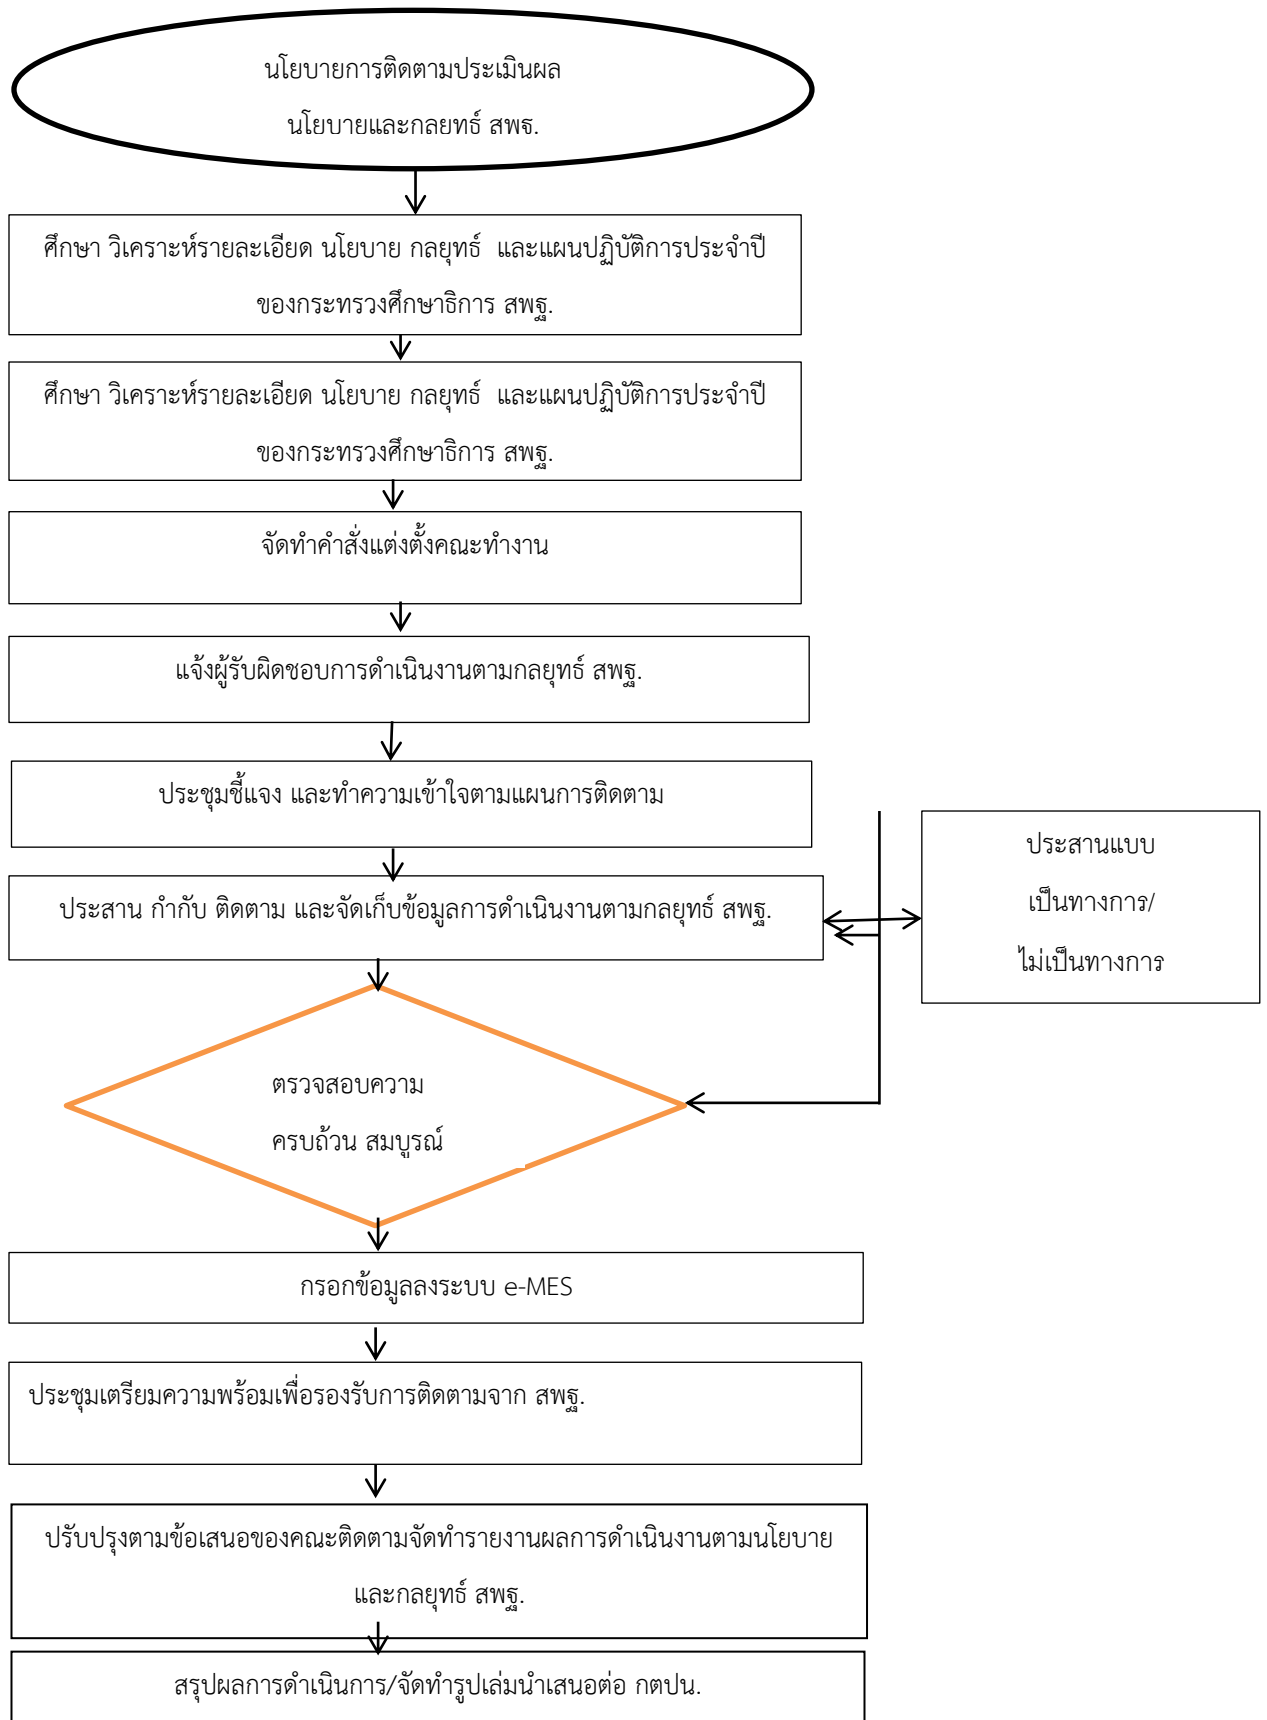 นโยบายการติดตามประเมินผล
นโยบายและกลยทธ์ สพฐ.
ศึกษา วิเคราะห์รายละเอียด นโยบาย กลยุทธ์ และแผนปฏิบัติการประจำปี
ของกระทรวงศึกษาธิการ สพฐ.
ศึกษา วิเคราะห์รายละเอียด นโยบาย กลยุทธ์ และแผนปฏิบัติการประจำปี
ของกระทรวงศึกษาธิการ สพฐ.
จัดทำคำสั่งแต่งตั้งคณะทำงาน
แจ้งผู้รับผิดชอบการดำเนินงานตามกลยุทธ์ สพฐ.
ประชุมชี้แจง และทำความเข้าใจตามแผนการติดตาม
ประสาน กำกับ ติดตาม และจัดเก็บข้อมูลการดำเนินงานตามกลยุทธ์ สพฐ.
ประสานแบบ
เป็นทางการ/
ไม่เป็นทางการ
ตรวจสอบความ
ครบถ้วน สมบูรณ์
กรอกข้อมูลลงระบบ e-MES
ประชุมเตรียมความพร้อมเพื่อรองรับการติดตามจาก สพฐ.
ปรับปรุงตามข้อเสนอของคณะติดตามจัดทำรายงานผลการดำเนินงานตามนโยบาย
และกลยุทธ์ สพฐ.
สรุปผลการดำเนินการ/จัดทำรูปเล่มนำเสนอต่อ กตปน.